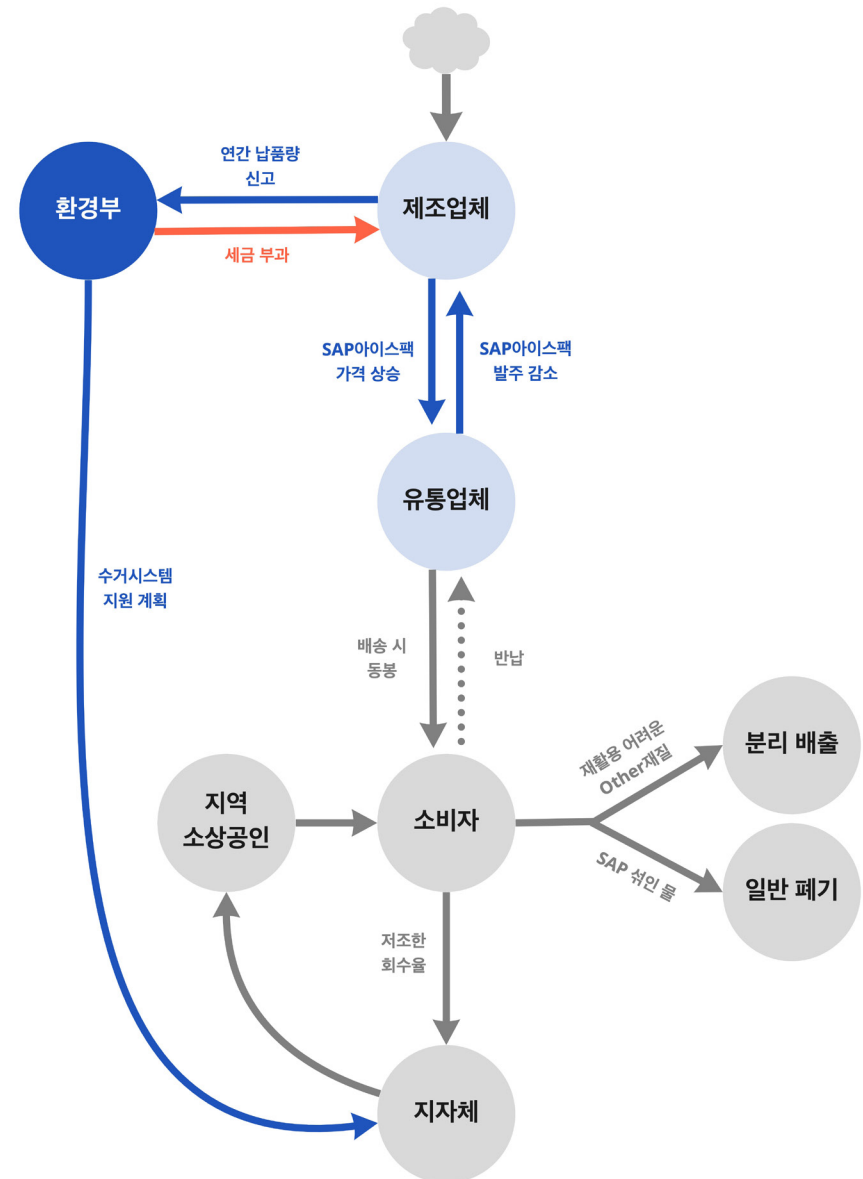 연간 납품량
신고
환경부
제조업체
세금 부과
SAP아이스팩
가격 상승
SAP아이스팩
발주 감소
유통업체
수거시스템
지원 계획
배송 시
동봉
반납
재활용 어려운
Other재질
분리 배출
지역
소상공인
소비자
SAP 섞인 물
일반 폐기
저조한
회수율
지자체